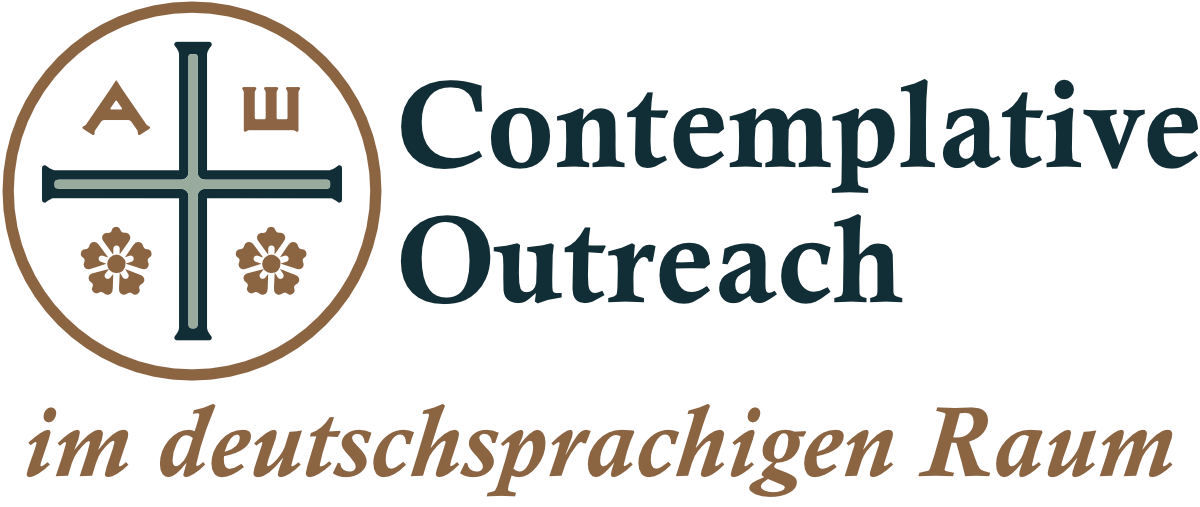 A Ш
Contemplative
Outreach
im deutschsprachigen Raum